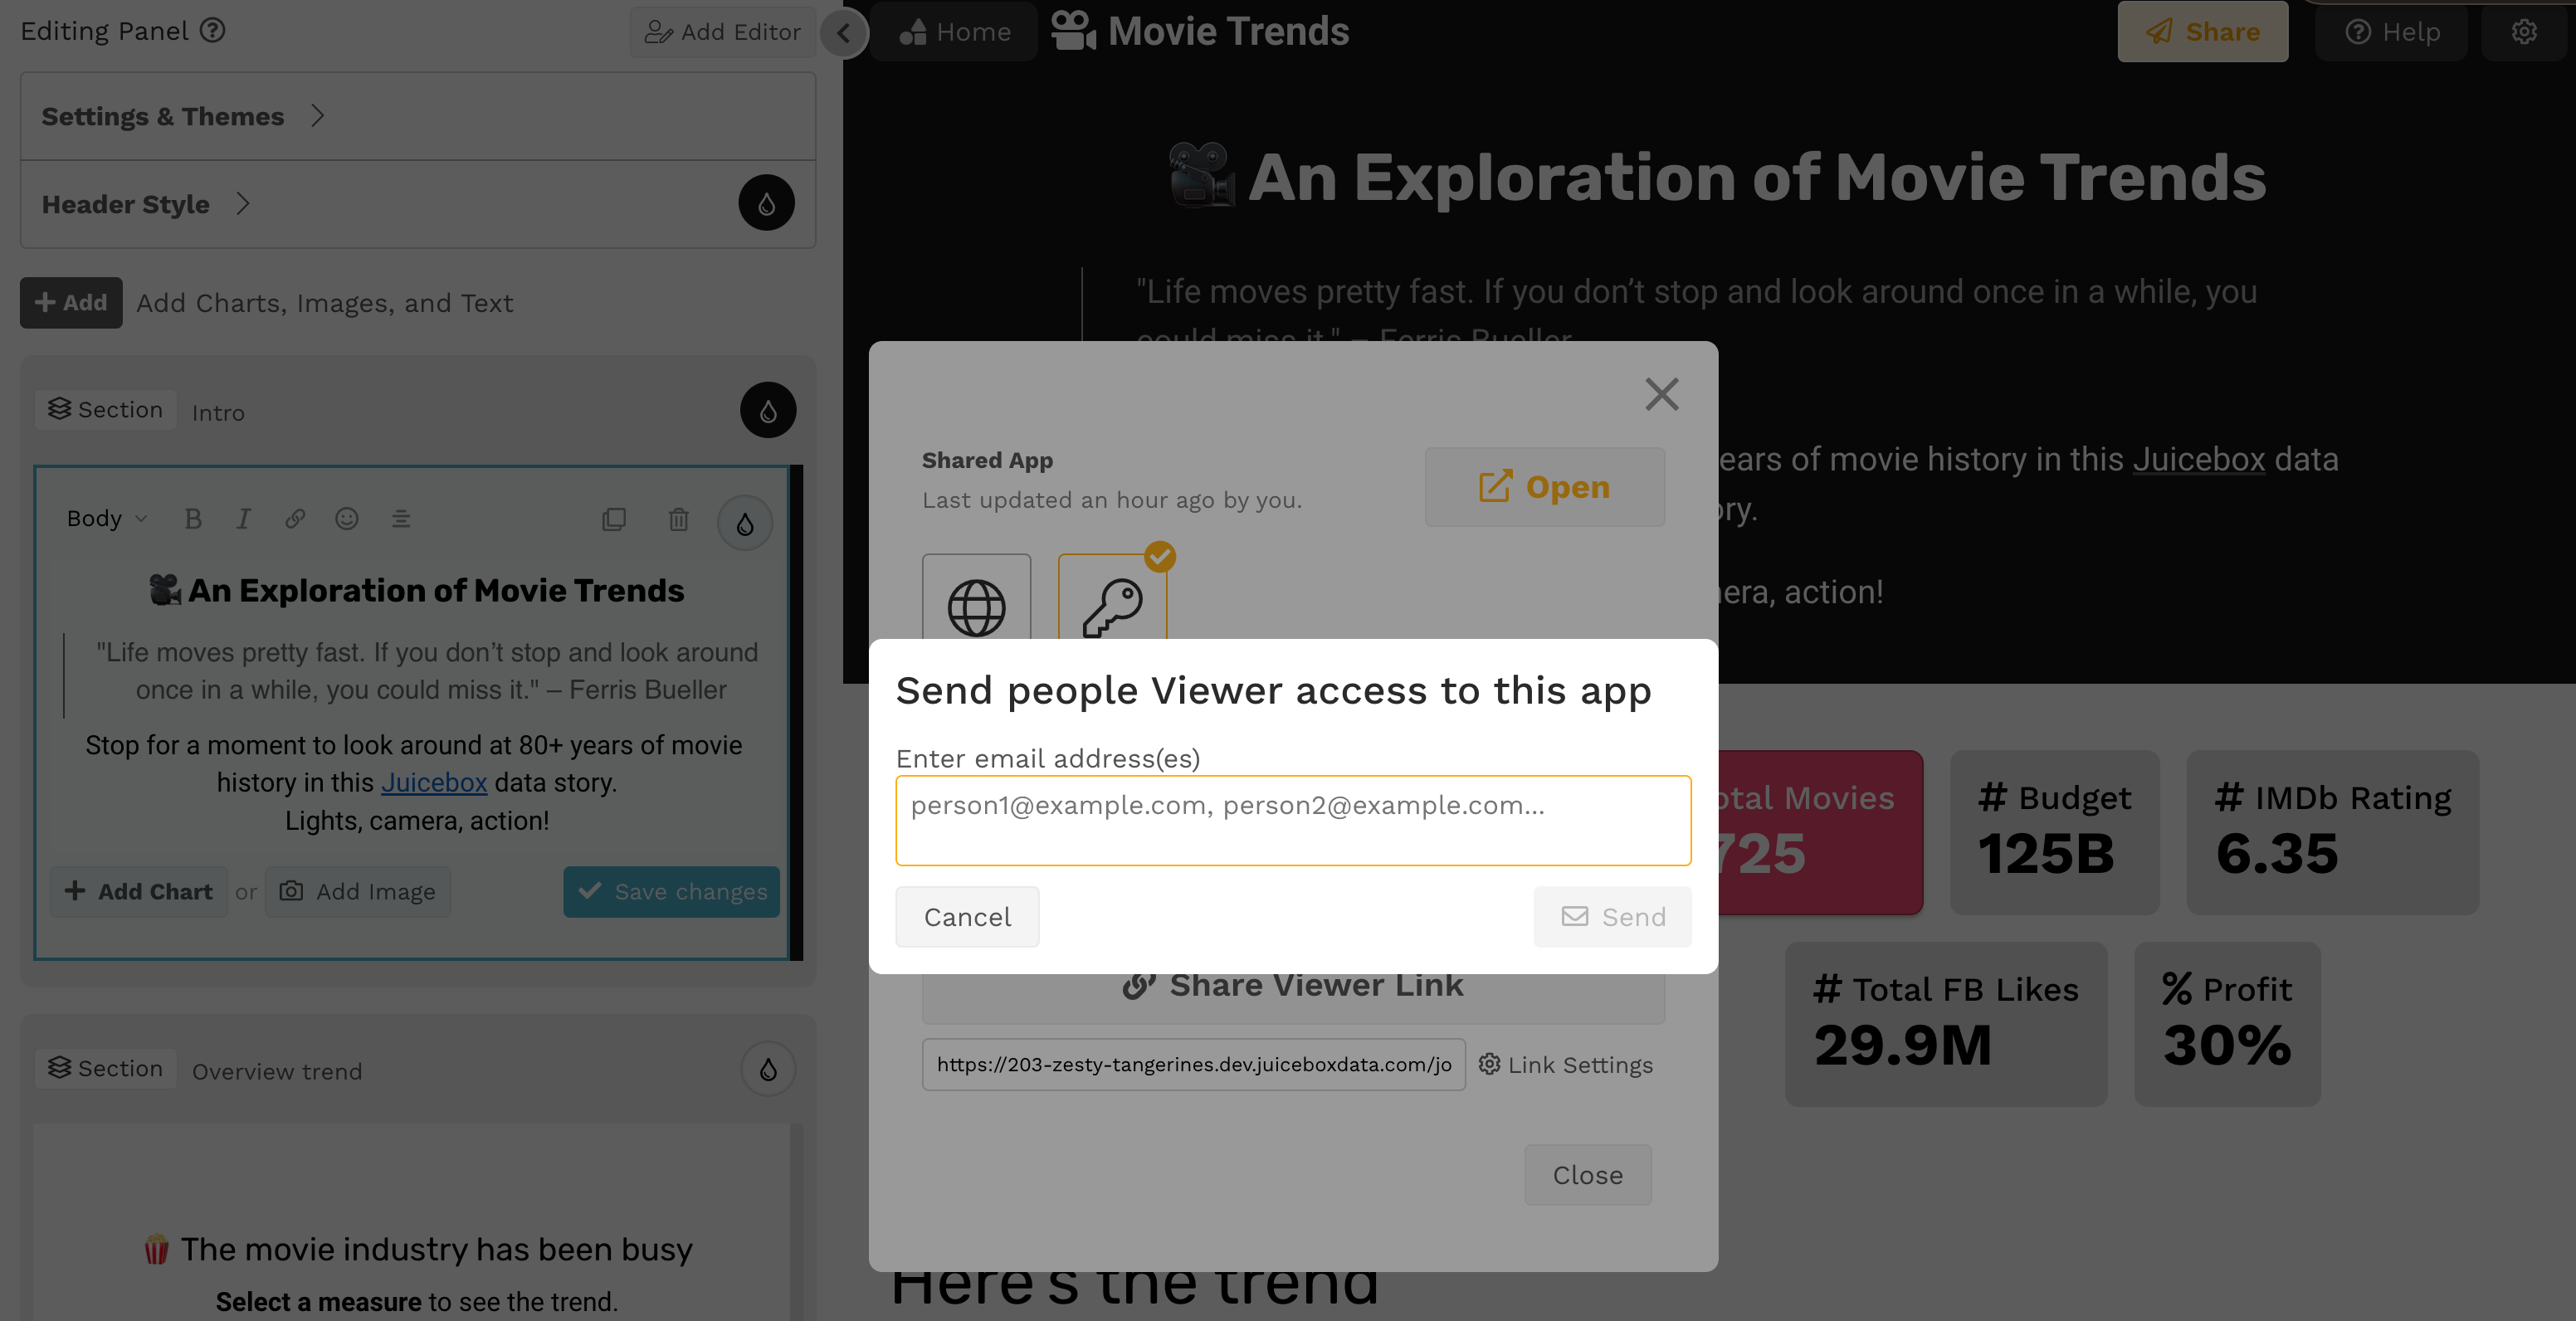 Editing Panel
Add Editor
Settings & Themes
Header Style
Add
Add Charts, Images, and Text
Section
Intro
Body
B
I
An Exploration of Movie Trends
"Life moves pretty fast. If you don’t stop and look around
once in a while, you could miss it." – Ferris Bueller
Stop for a moment to look around at 80+ years of movie
history in this Juicebox data story.
Lights, camera, action!
Add Chart or Add Image
Save changes
Section
Overview trend
The movie industry has been busy
Select a measure to see the trend.
Home
Movie Trends
Share
Help
An Exploration of Movie Trends
"Life moves pretty fast. If you don’t stop and look around once in a while, you
could miss it." – Ferris Bueller
ears of movie history in this Juicebox data
ory.
era, action!
Shared App
Last updated an hour ago by you.
Open
Send people Viewer access to this app
Enter email address(es)
person1@example.com, person2@example.com...
Cancel
Send
Share Viewer Link
https://203-zesty-tangerines.dev.juiceboxdata.com/jo
Link Settings
Close
otal Movies
725
# Budget
125B
# IMDb Rating
6.35
# Total FB Likes
29.9M
% Profit
30%
Here's the trend